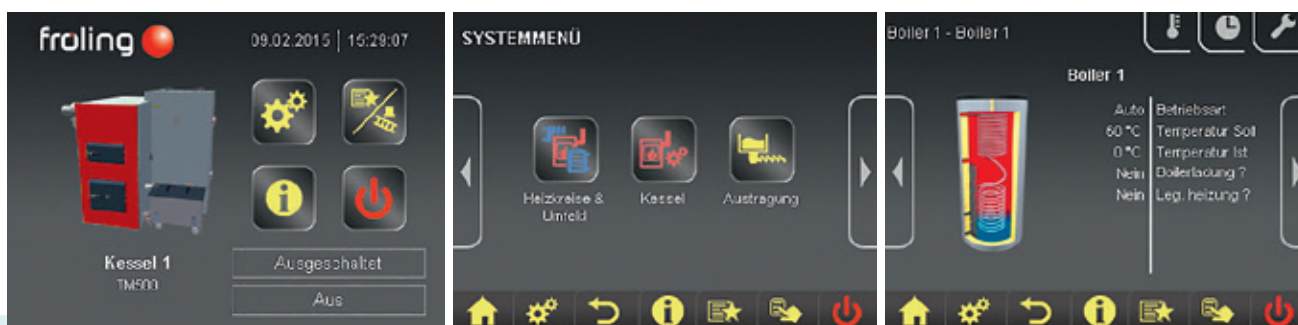 froling
09.02.2015 | 15:29:07
Kessel 1
TM500
Ausgeschaltet
Aus
SYSTEMMENÜ
Heizkreise &
Umfeld
Kessel
Austragung
Boiler 1 - Boiler 1
Boiler 1
Auto Betriebsart
60 °C Temperatur Soll
0 °C Temperatur Ist
Nein Boilerladung ?
Nein Leg. heizung ?